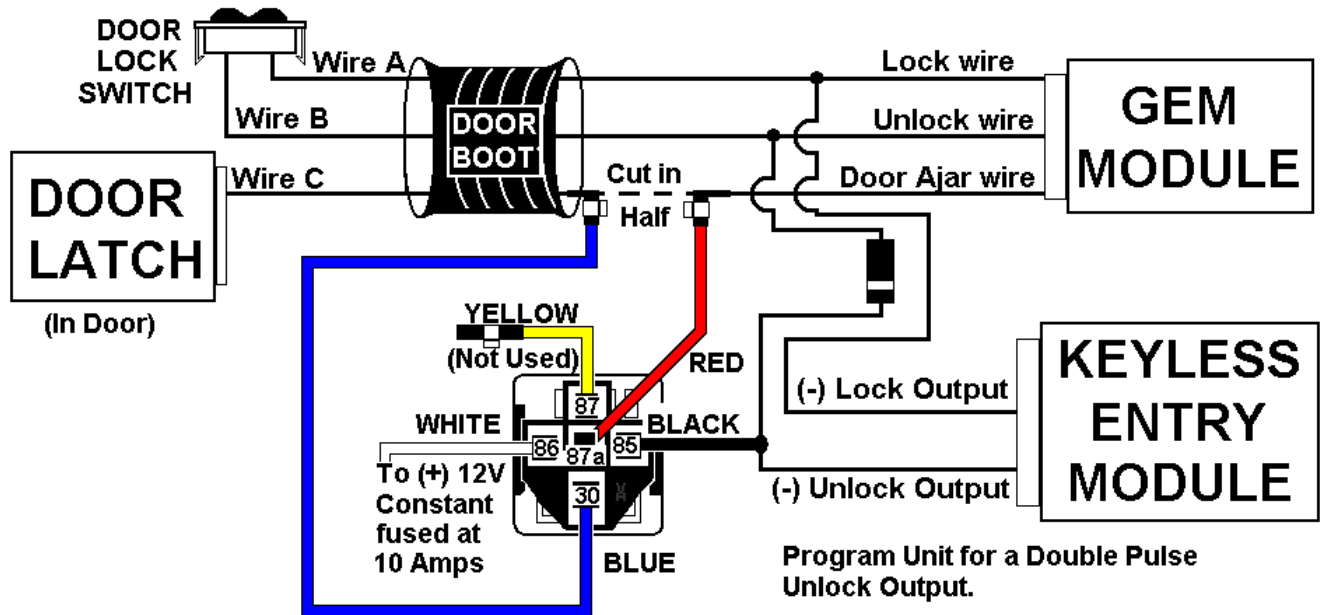 DOOR
LOCK
SWITCH
Wire A
Lock wire
Wire B
Unlock wire
DOOR
BOOT
GEM
MODULE
DOOR
LATCH
(In Door)
Wire C
Cut in
Half
Door Ajar wire
YELLOW
(Not Used)
RED
WHITE
BLACK
87
86
87a
85
30
To (+) 12V
Constant
fused at
10 Amps
BLUE
(-) Lock Output
(-) Unlock Output
KEYLESS
ENTRY
MODULE
Program Unit for a Double Pulse
Unlock Output.